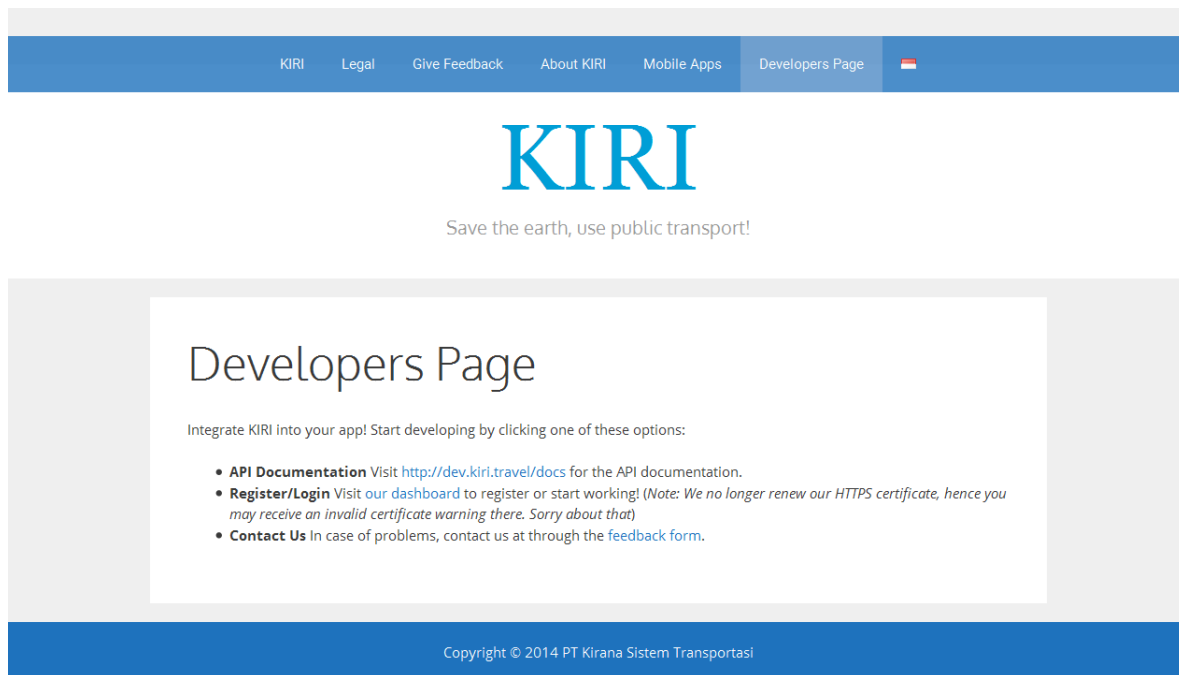 KIRI Legal Give Feedback About KIRI Mobile Apps Developers Page
KIRI
Save the earth, use public transport!
Developers Page
Integrate KIRI into your app! Start developing by clicking one of these options:
• API Documentation Visit http://dev.kiri.travel/docs for the API documentation.
• Register/Login Visit our dashboard to register or start working! (Note: We no longer renew our HTTPS certificate, hence you
may receive an invalid certificate warning there. Sorry about that)
• Contact Us In case of problems, contact us at through the feedback form.
Copyright © 2014 PT Kirana Sistem Transportasi